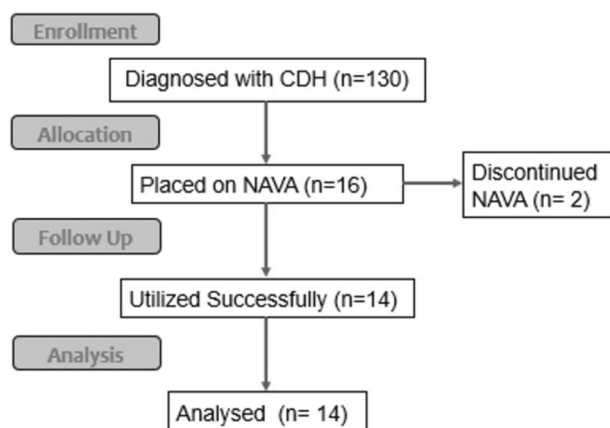 Enrollment
Diagnosed with CDH (n=130)
Allocation
Placed on NAVA (n=16)
Discontinued
NAVA (n= 2)
Follow Up
Utilized Successfully (n=14)
Analysis
Analysed (n= 14)